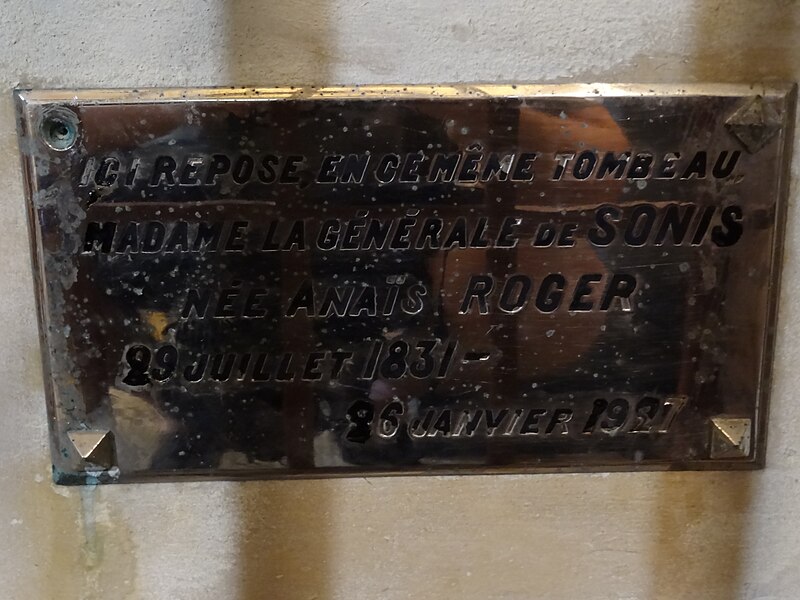 ICI REPOSE, EN CE MÊME TOMBEAU
MADAME LA GÉNÉRALE DE SONIS
NÉE ANAÏS ROGER
29 JUILLET 1831 –
26 JANVIER 1927